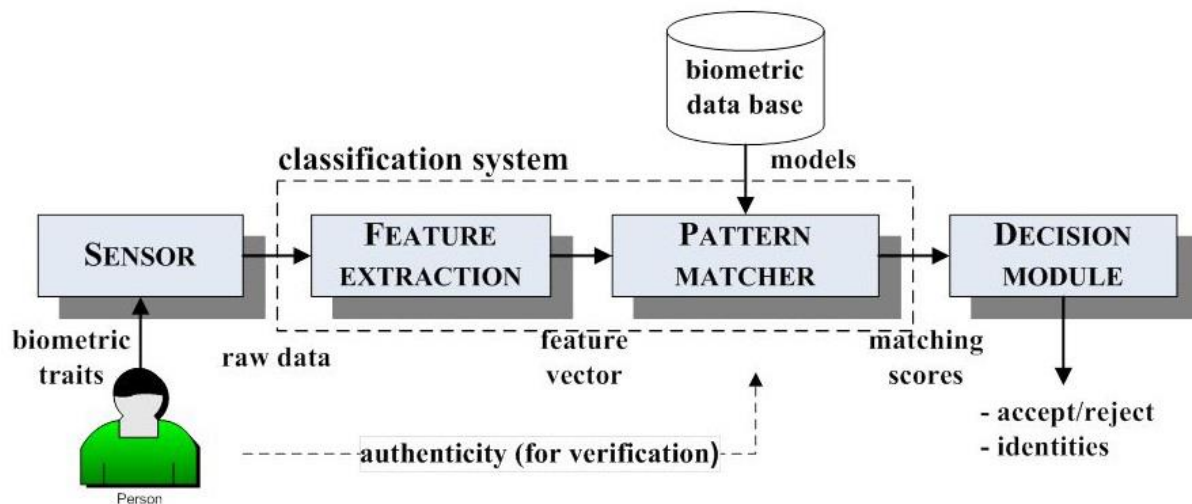 biometric
data base
classification system
models
SENSOR
FEATURE
EXTRACTION
PATTERN
MATCHER
DECISION
MODULE
biometric
traits
raw data
feature
vector
matching
scores
- accept/reject
- identities
authenticity (for verification)
Person